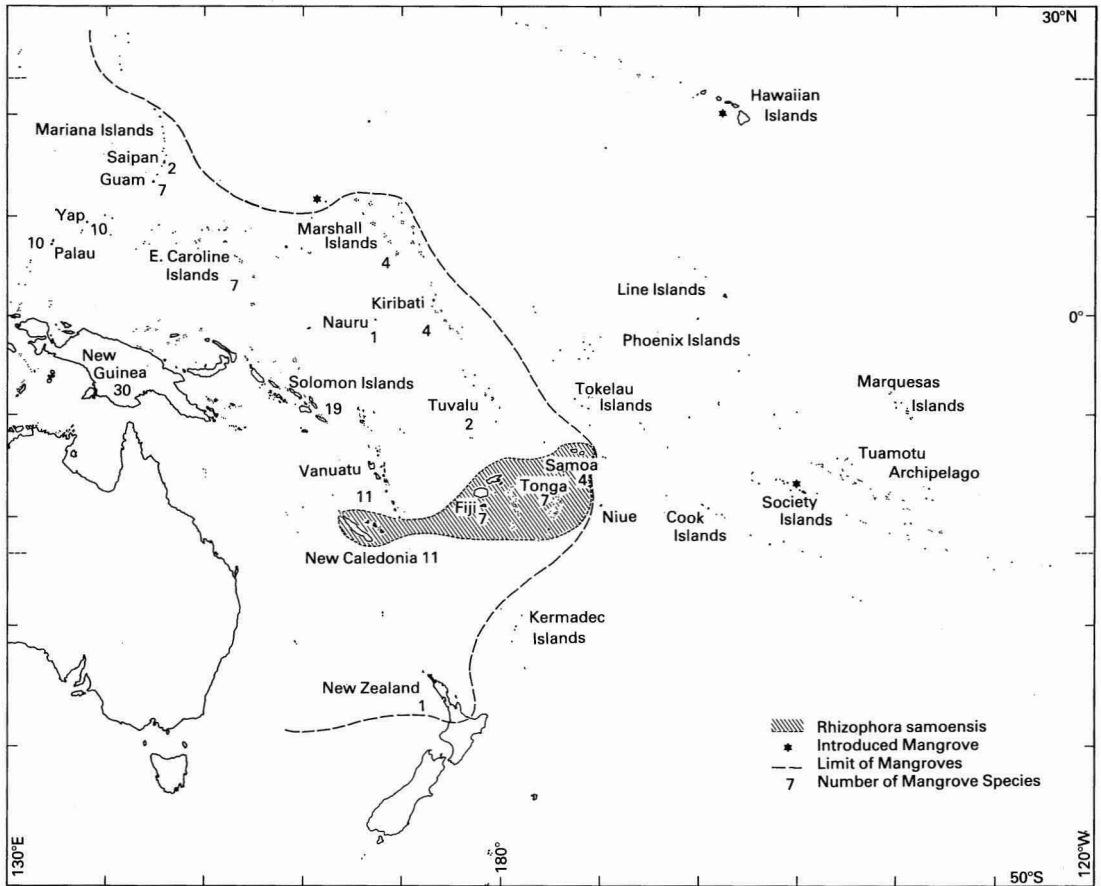 30°N
Hawaiian
Islands
Mariana Islands
Saipan
2
Guam
7
Yap
10
10
Palau
E. Caroline
Islands
7
Marshall
Islands
4
Kiribati
4
Nauru
1
Line Islands
0°
Phoenix Islands
New
Guinea
30
Solomon Islands
19
Tuvalu
2
Tokelau
Islands
Marquesas
Islands
Vanuatu
11
Samoa
4
Tonga
7
Fiji
7
Tuamotu
Archipelago
Society
Islands
Niue
Cook
Islands
New Caledonia 11
Kermadec
Islands
New Zealand
1
Rhizophora samoensis
Introduced Mangrove
Limit of Mangroves
7 Number of Mangrove Species
130°E
180°
120°W
50°S